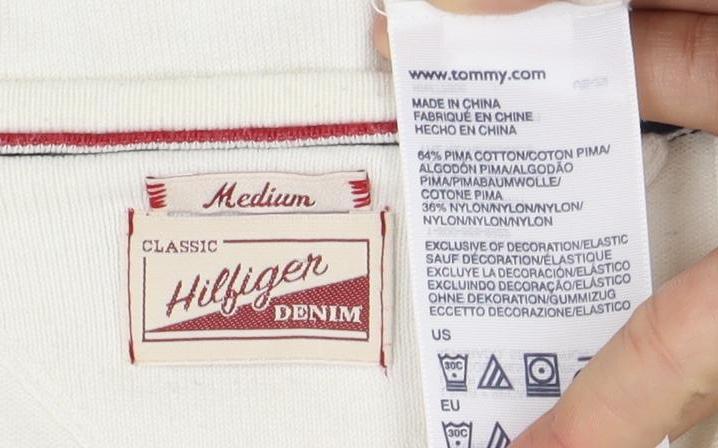 Medium
CLASSIC
Hilfiger
DENIM
www.tommy.com
MADE IN CHINA
FABRIQUÉ EN CHINE
HECHO EN CHINA
64% PIMA COTTON/COTON PIMA/
ALGODÓN PIMA/ALGODÃO
PIMA/PIMABAUMWOLLE/
COTONE PIMA
36% NYLON/NYLON/NYLON/
NYLON/NYLON/NYLON
EXCLUSIVE OF DECORATION/ELASTIC
SAUF DÉCORATION/ÉLASTIQUE
EXCLUYE LA DECORACIÓN/ELÁSTICO
EXCLUINDO DECORAÇÃO/ELÁSTICO
OHNE DEKORATION/GUMMIZUG
ECCETTO DECORAZIONE/ELASTICO
US
30C
EU
30C